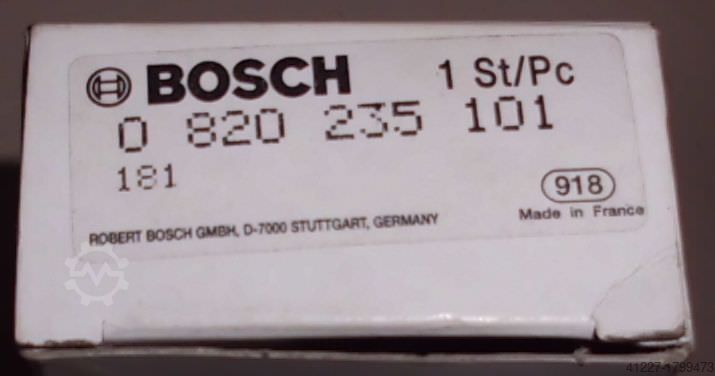 BOSCH 1 St/Pc
0 820 235 101
181
918
Made in France
ROBERT BOSCH GMBH, D-7000 STUTTGART, GERMANY
41227-1799473